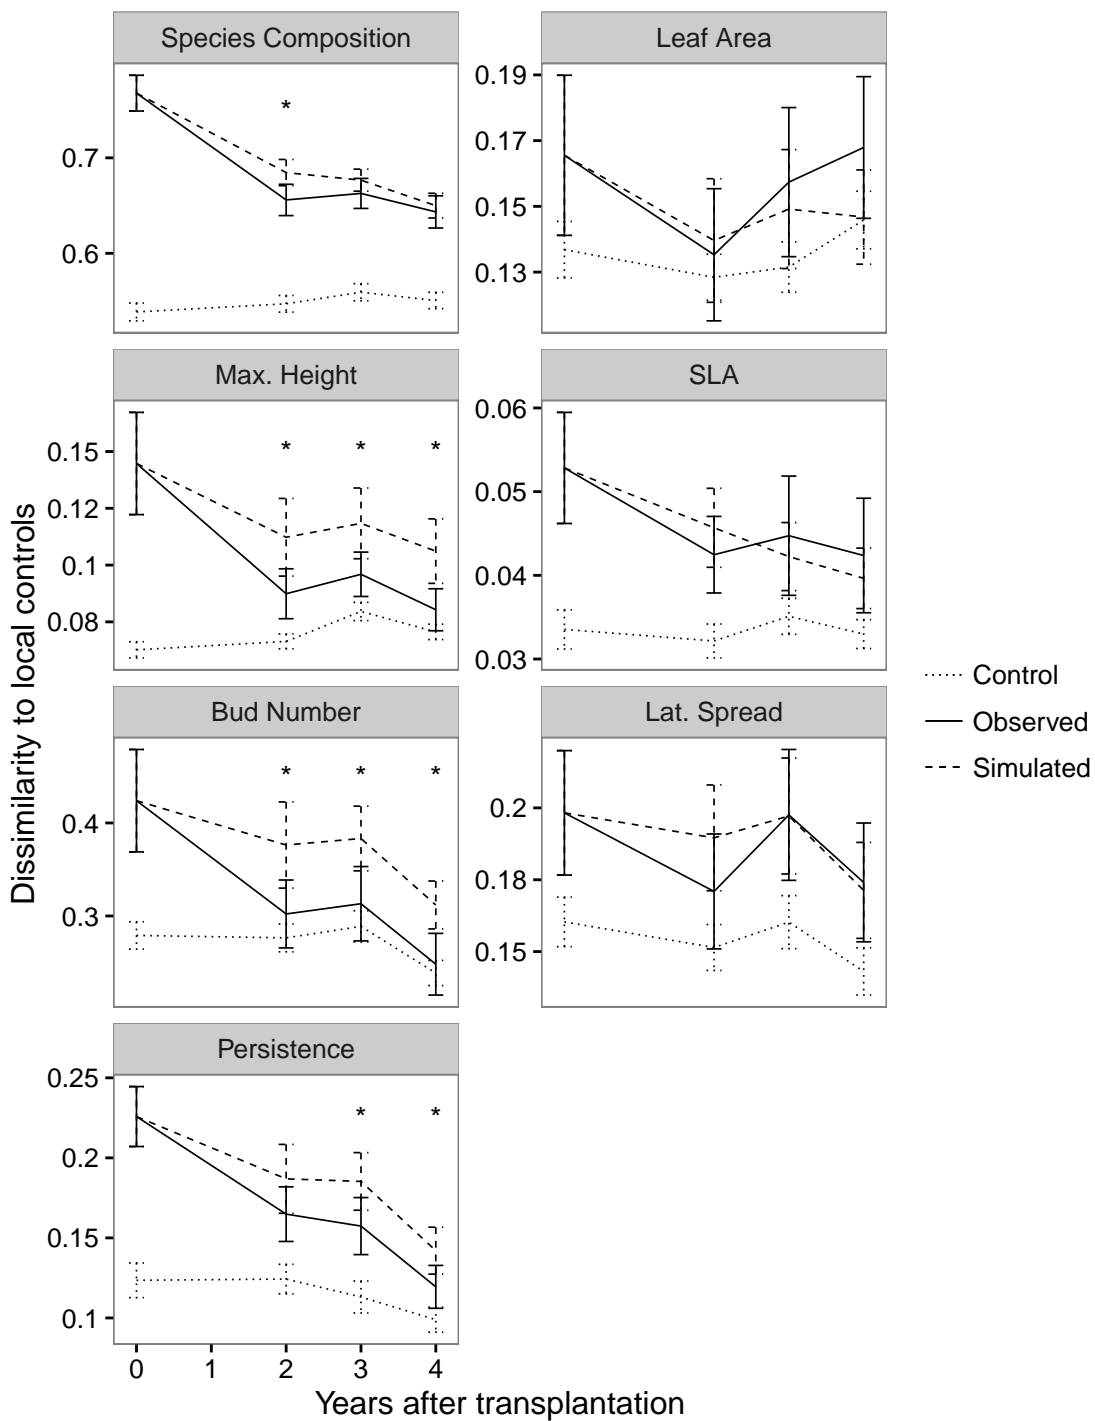 Species Composition
Leaf Area
0.7
0.6
*
0.19
0.17
0.15
0.13
Max. Height
SLA
0.15
0.12
0.1
0.08
* * *
0.06
0.05
0.04
0.03
Dissimilarity to local controls
Bud Number
Lat. Spread
0.4
0.3
* * *
0.2
0.18
0.15
Control
Observed
Simulated
Persistence
0.25
0.2
0.15
0.1
* *
0 1 2 3 4
Years after transplantation